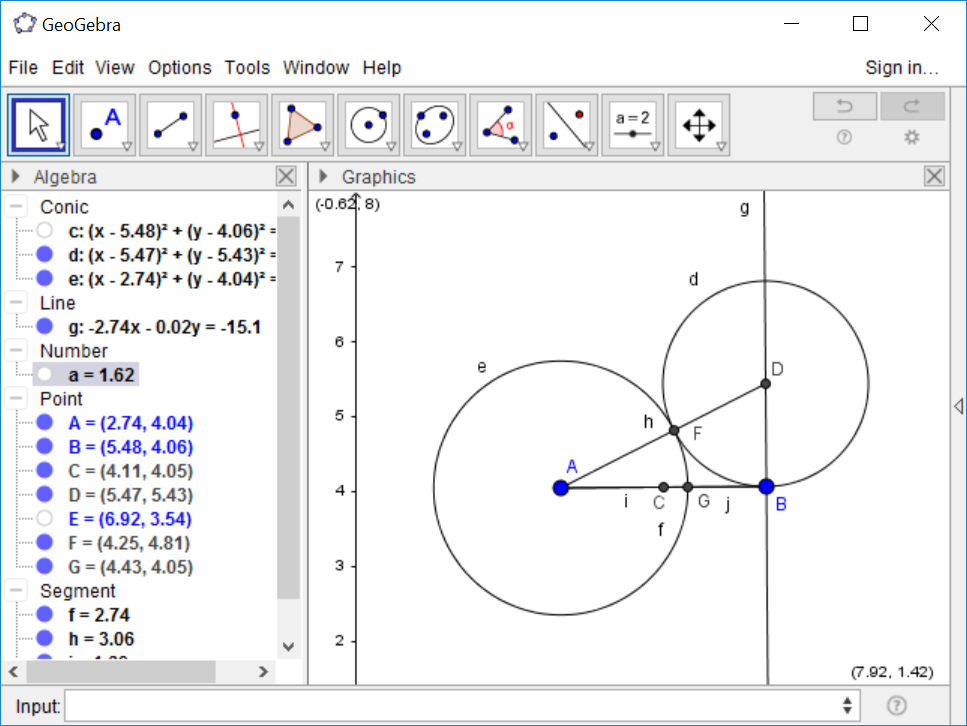 GeoGebra
File Edit View Options Tools Window Help Sign in...
A α a = 2
Algebra
Graphics
Conic
c: (x - 5.48)² + (y - 4.06)² =
d: (x - 5.47)² + (y - 5.43)² =
e: (x - 2.74)² + (y - 4.04)² =
Line
g: -2.74x - 0.02y = -15.1
Number
a = 1.62
Point
A = (2.74, 4.04)
B = (5.48, 4.06)
C = (4.11, 4.05)
D = (5.47, 5.43)
E = (6.92, 3.54)
F = (4.25, 4.81)
G = (4.43, 4.05)
Segment
f = 2.74
h = 3.06
(-0.62, 8)
g
7
d
6
e
D
5
h
F
A
4
i
C
G
j
B
f
3
2
(7.92, 1.42)
Input: